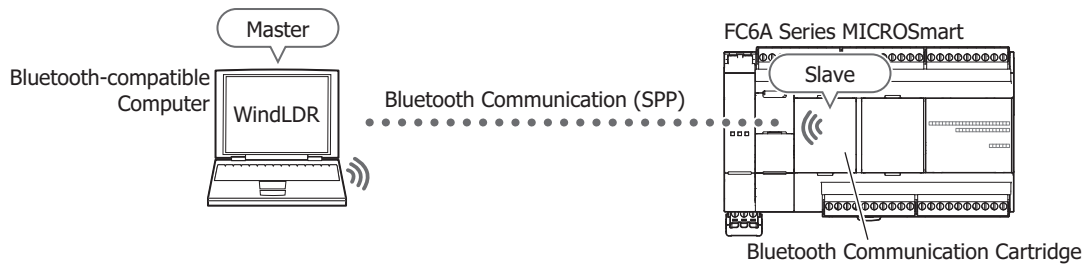 Master
FC6A Series MICROSmart
Slave
Bluetooth-compatible
Computer
WindLDR
Bluetooth Communication (SPP)
Bluetooth Communication Cartridge